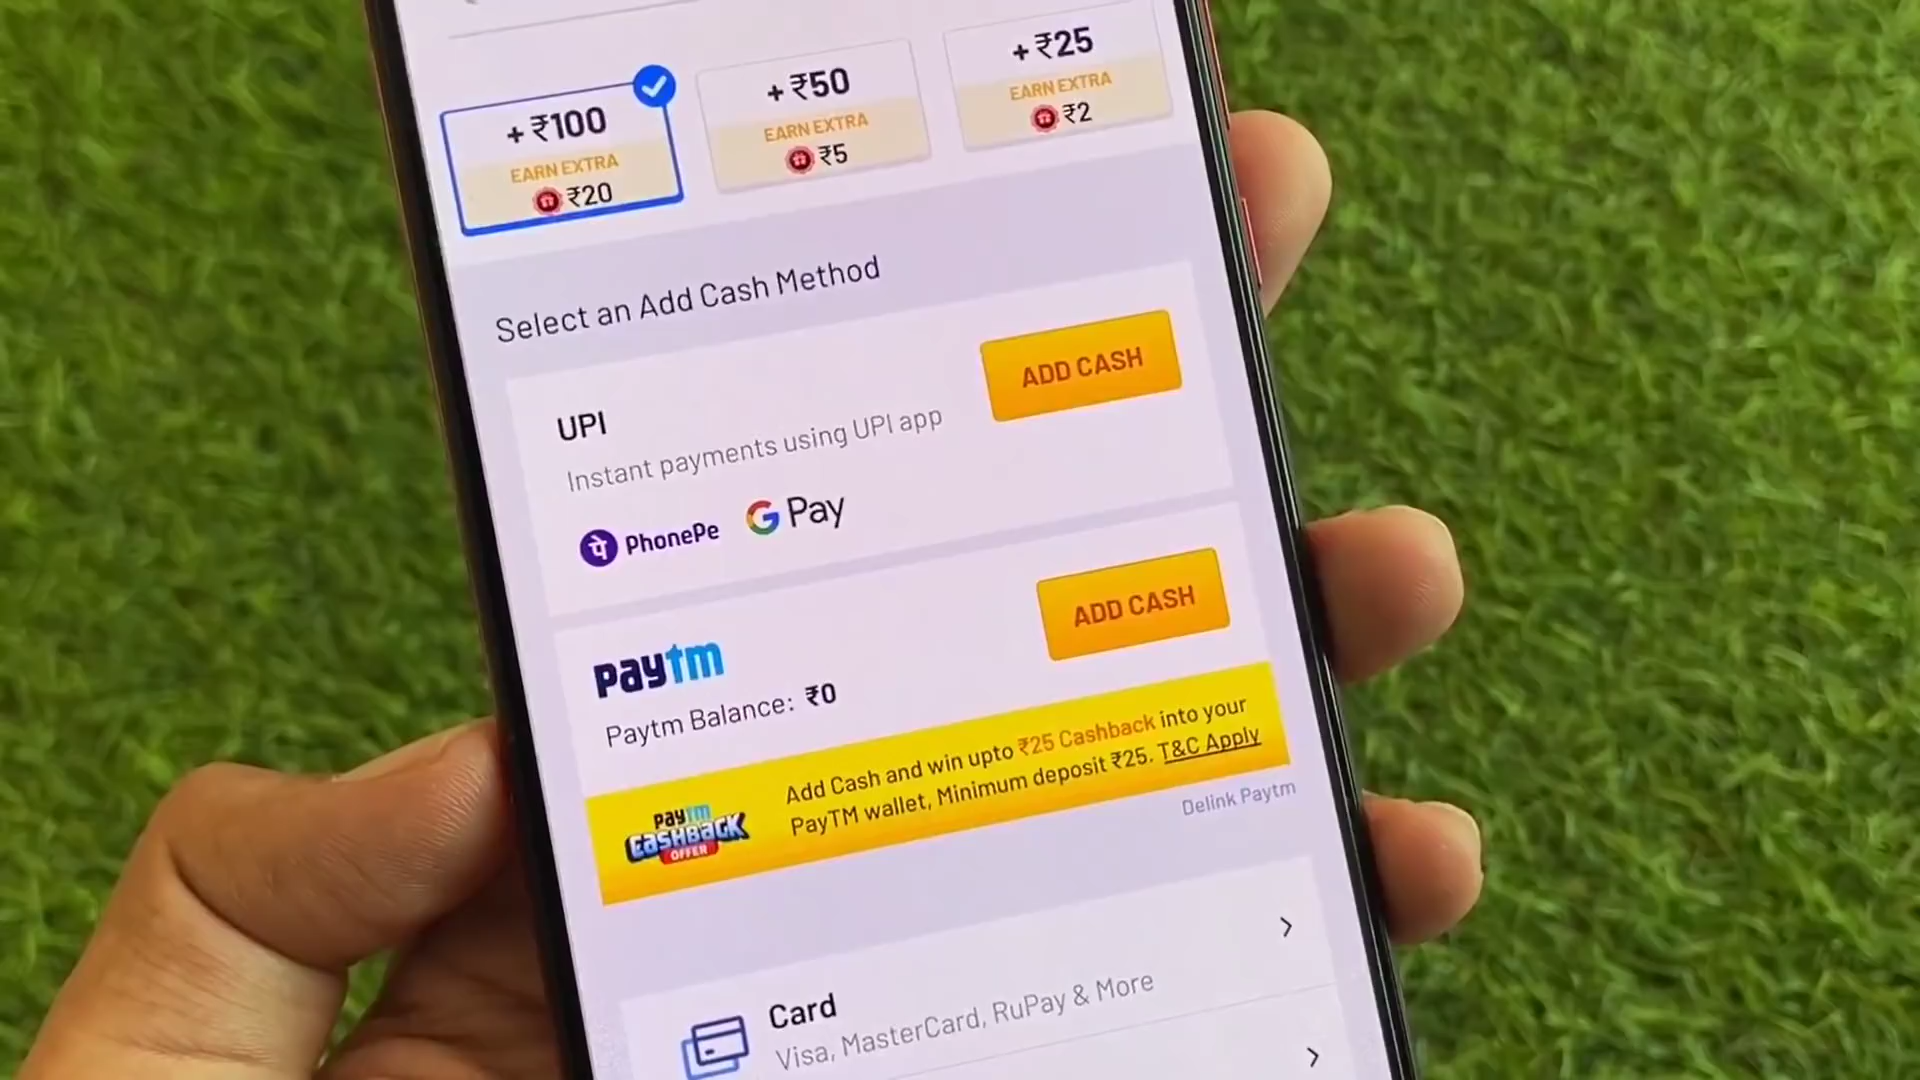 + ₹100
EARN EXTRA
₹20
+ ₹50
EARN EXTRA
₹5
+ ₹25
EARN EXTRA
₹2
Select an Add Cash Method
UPI
Instant payments using UPI app
ADD CASH
पे PhonePe
G Pay
paytm
Paytm Balance: ₹0
ADD CASH
paytm
CASHBACK
OFFER
Add Cash and win upto ₹25 Cashback into your
PayTM wallet, Minimum deposit ₹25. T&C Apply
Delink Paytm
Card
Visa, MasterCard, RuPay & More